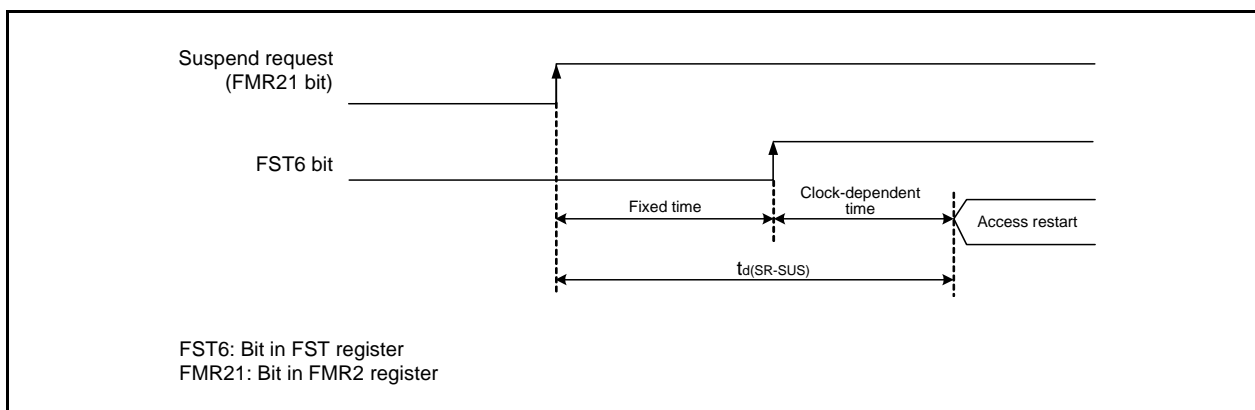 Suspend request
(FMR21 bit)
FST6 bit
Fixed time
Clock-dependent
time
Access restart
td(SR-SUS)
FST6: Bit in FST register
FMR21: Bit in FMR2 register